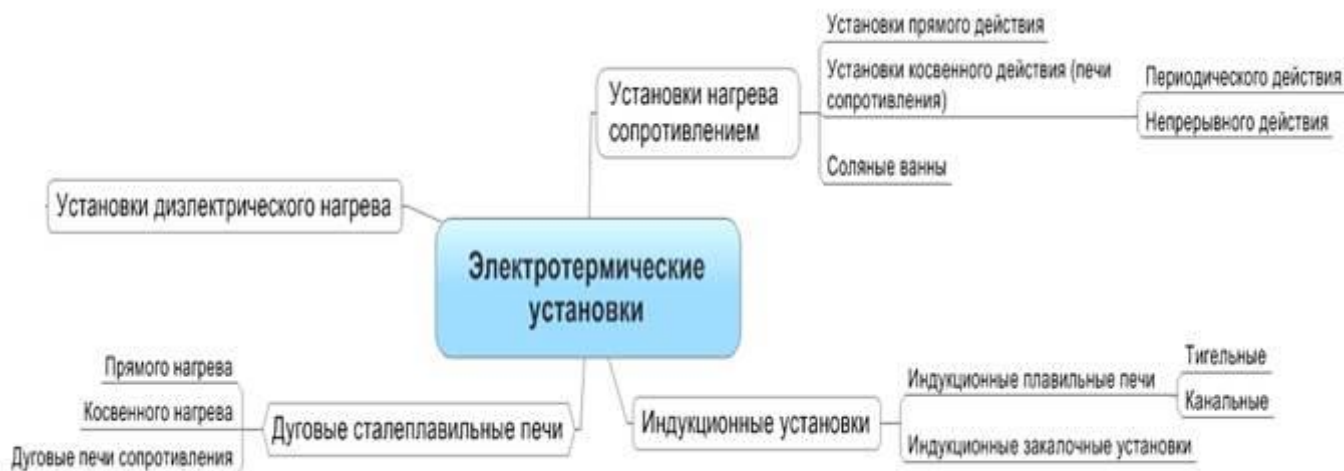 Установки прямого действия
Установки косвенного действия (печи
сопротивления)
Периодического действия
Непрерывного действия
Соляные ванны
Установки нагрева
сопротивлением
Установки диэлектрического нагрева
Электротермические
установки
Прямого нагрева
Косвенного нагрева
Дуговые печи сопротивления
Дуговые сталеплавильные печи
Индукционные установки
Индукционные плавильные печи
Тигельные
Канальные
Индукционные закалочные установки